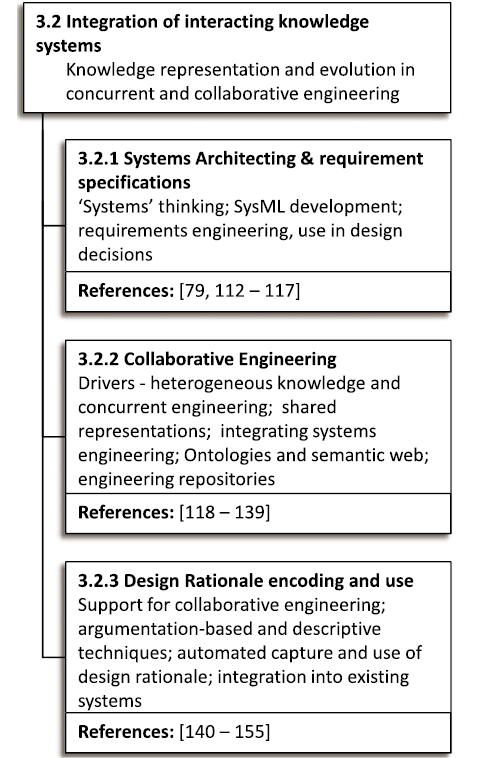 3.2 Integration of interacting knowledge
systems
Knowledge representation and evolution in
concurrent and collaborative engineering
3.2.1 Systems Architecting & requirement
specifications
‘Systems’ thinking; SysML development;
requirements engineering, use in design
decisions
References: [79, 112 – 117]
3.2.2 Collaborative Engineering
Drivers - heterogeneous knowledge and
concurrent engineering; shared
representations; integrating systems
engineering; Ontologies and semantic web;
engineering repositories
References: [118 – 139]
3.2.3 Design Rationale encoding and use
Support for collaborative engineering;
argumentation-based and descriptive
techniques; automated capture and use of
design rationale; integration into existing
systems
References: [140 – 155]